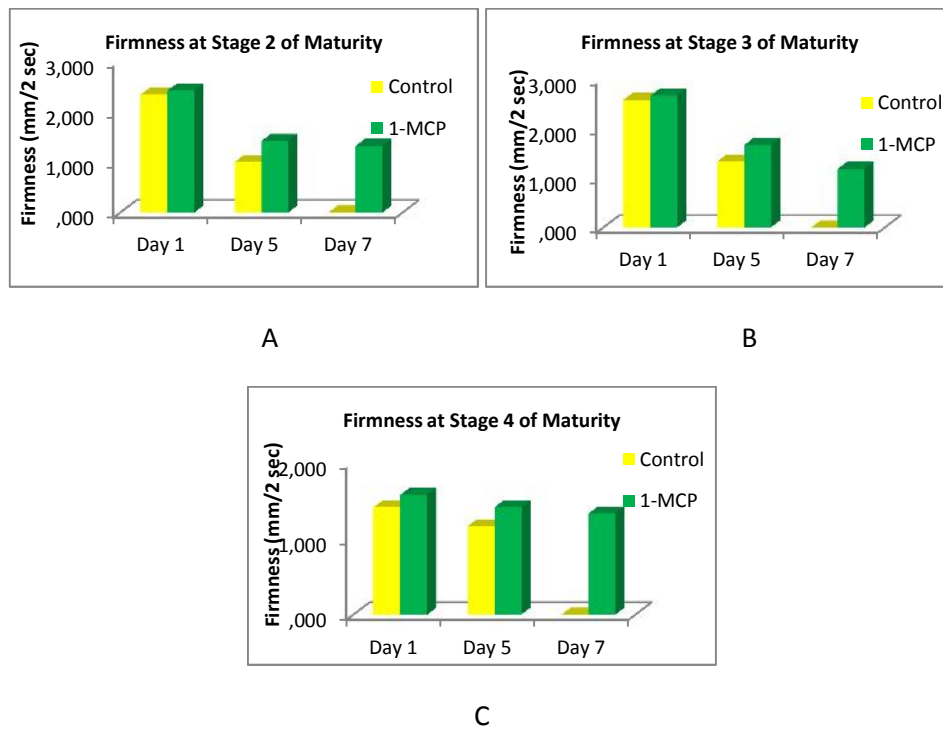 Firmness at Stage 2 of Maturity
Firmness (mm/2 sec)
3,000
2,000
1,000
,000
Day 1 Day 5 Day 7
Control
1-MCP
A
Firmness at Stage 3 of Maturity
Firmness (mm/2 sec)
3,000
2,000
1,000
,000
Day 1 Day 5 Day 7
Control
1-MCP
B
Firmness at Stage 4 of Maturity
Firmness (mm/2 sec)
2,000
1,000
,000
Day 1 Day 5 Day 7
Control
1-MCP
C